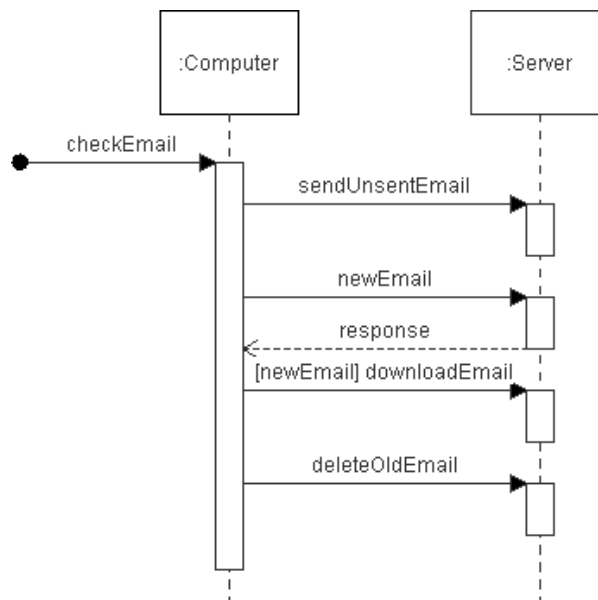 :Computer
:Server
checkEmail
sendUnsentEmail
newEmail
response
[newEmail] downloadEmail
deleteOldEmail